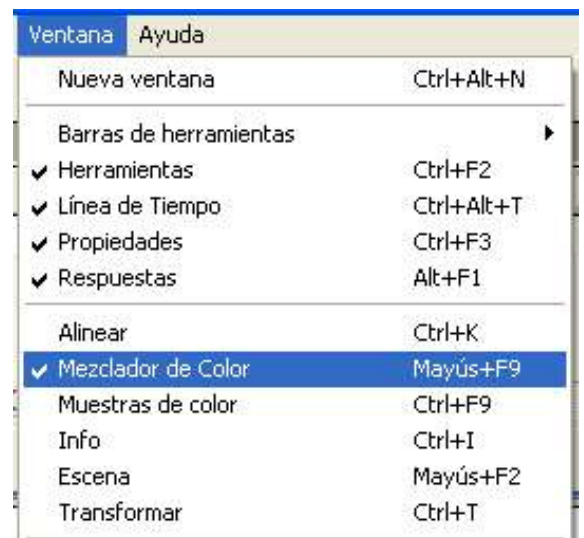 Ventana Ayuda
Nueva ventana Ctrl+Alt+N
Barras de herramientas
Herramientas Ctrl+F2
Línea de Tiempo Ctrl+Alt+T
Propiedades Ctrl+F3
Respuestas Alt+F1
Alinear Ctrl+K
Mezclador de Color Mayús+F9
Muestras de color Ctrl+F9
Info Ctrl+I
Escena Mayús+F2
Transformar Ctrl+T